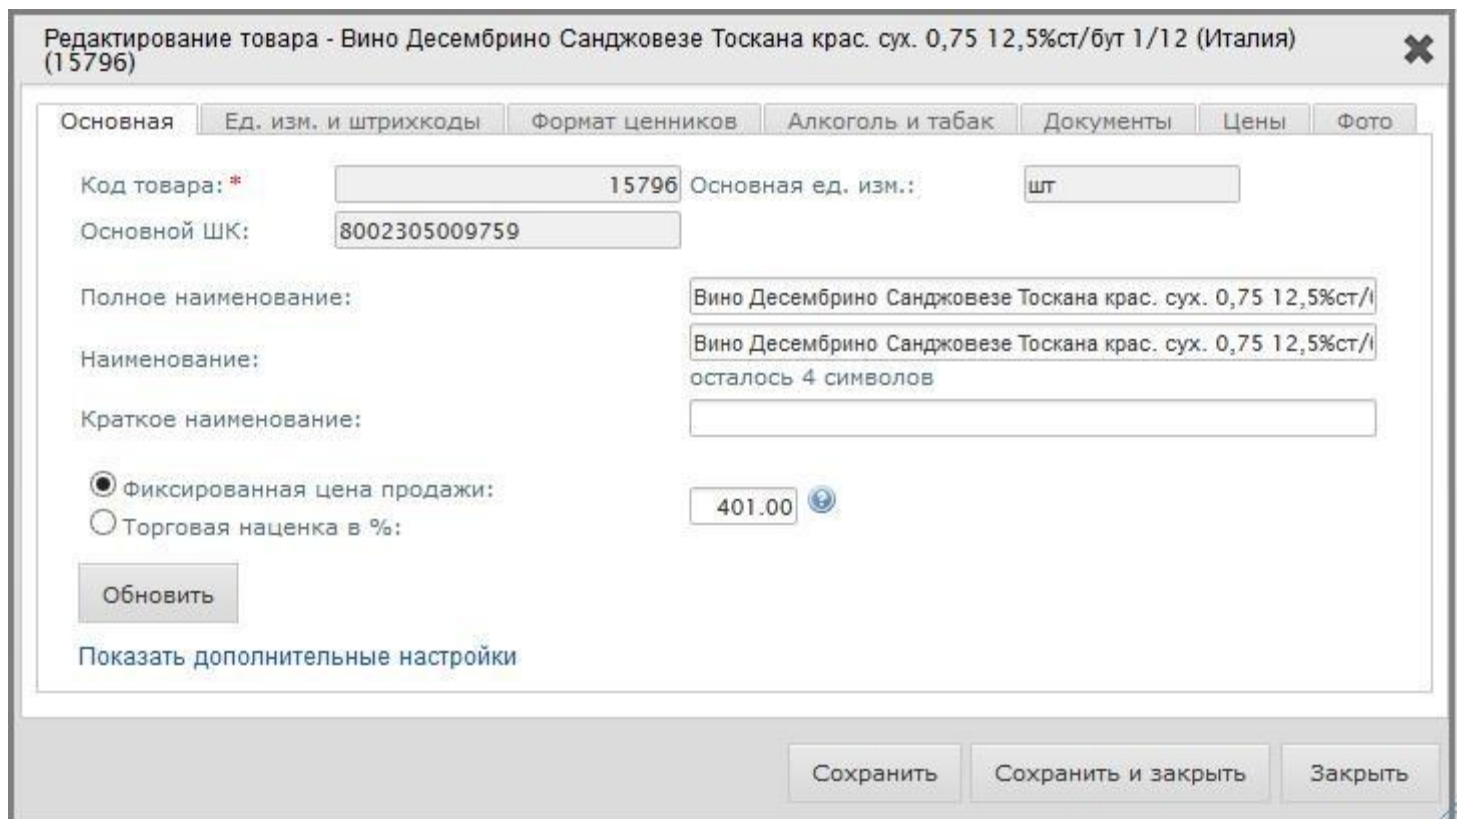 Редактирование товара - Вино Десембрино Санджовезе Тоскана крас. сух. 0,75 12,5%ст/бут 1/12 (Италия)
(15796)
Основная Ед. изм. и штрихкоды Формат ценников Алкоголь и табак Документы Цены Фото
Код товара: * 15796 Основная ед. изм.: шт
Основной ШК: 8002305009759
Полное наименование: Вино Десембрино Санджовезе Тоскана крас. сух. 0,75 12,5%ст/
Наименование: Вино Десембрино Санджовезе Тоскана крас. сух. 0,75 12,5%ст/
осталось 4 символов
Краткое наименование:
Фиксированная цена продажи: 401.00
Торговая наценка в %:
Обновить
Показать дополнительные настройки
Сохранить Сохранить и закрыть Закрыть